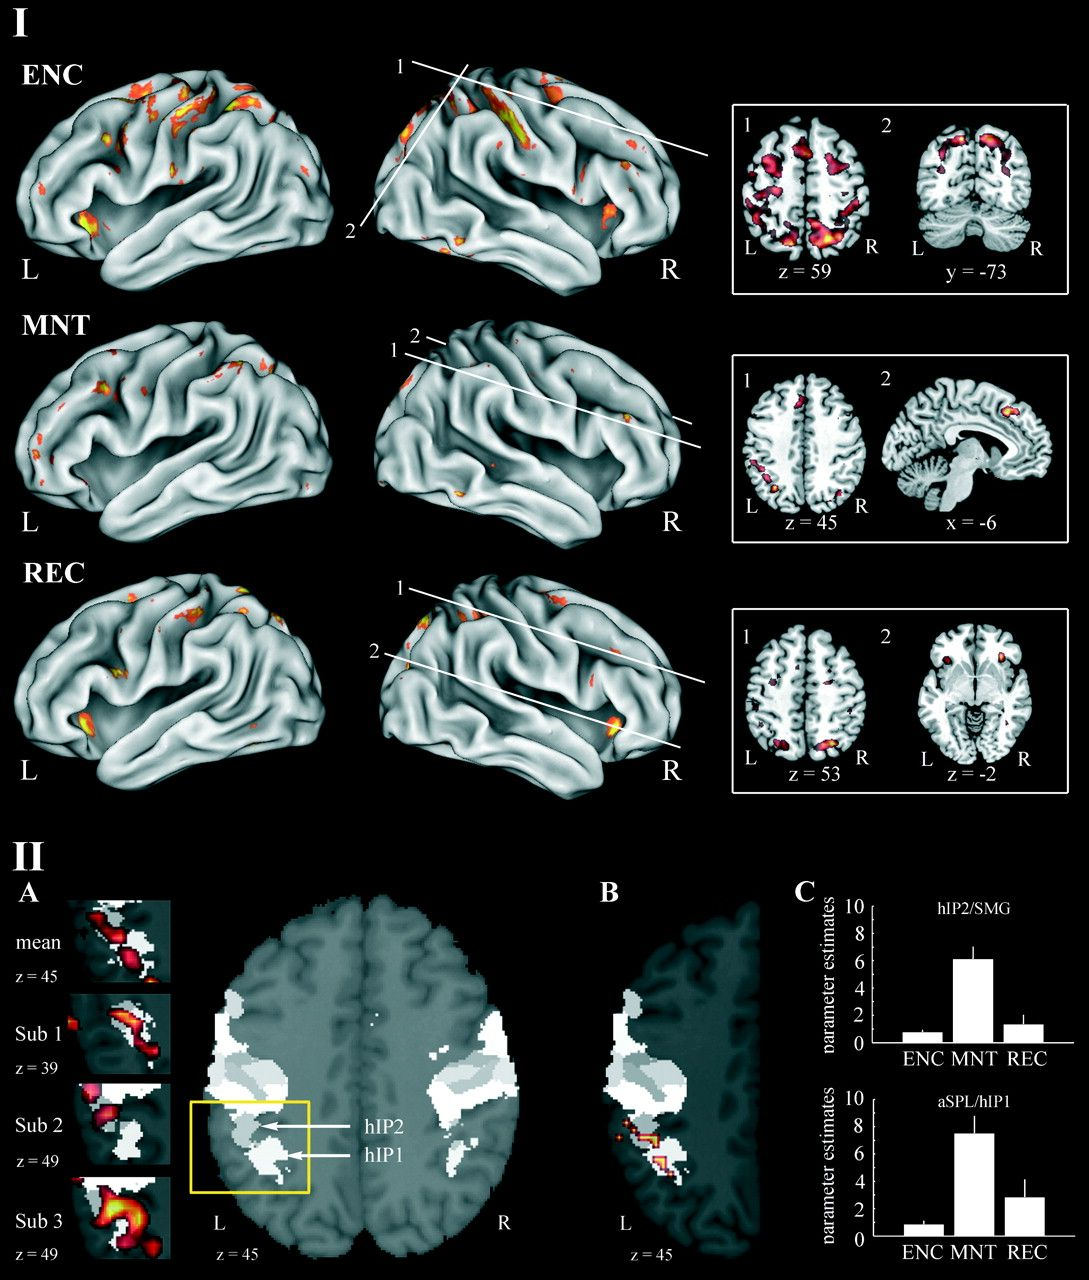 I
ENC
1
2
L
R
1
2
L
R
z = 59
y = -73
MNT
2
1
L
R
1
2
L
R
z = 45
x = -6
REC
1
2
L
R
1
2
L
R
L
R
z = 53
z = -2
II
A
mean
z = 45
Sub 1
z = 39
Sub 2
z = 49
Sub 3
z = 49
hIP2
hIP1
L
R
z = 45
B
L
z = 45
C
hIP2/SMG
parameter estimates
10
8
6
4
2
0
ENC MNT REC
aSPL/hIP1
parameter estimates
10
8
6
4
2
0
ENC MNT REC